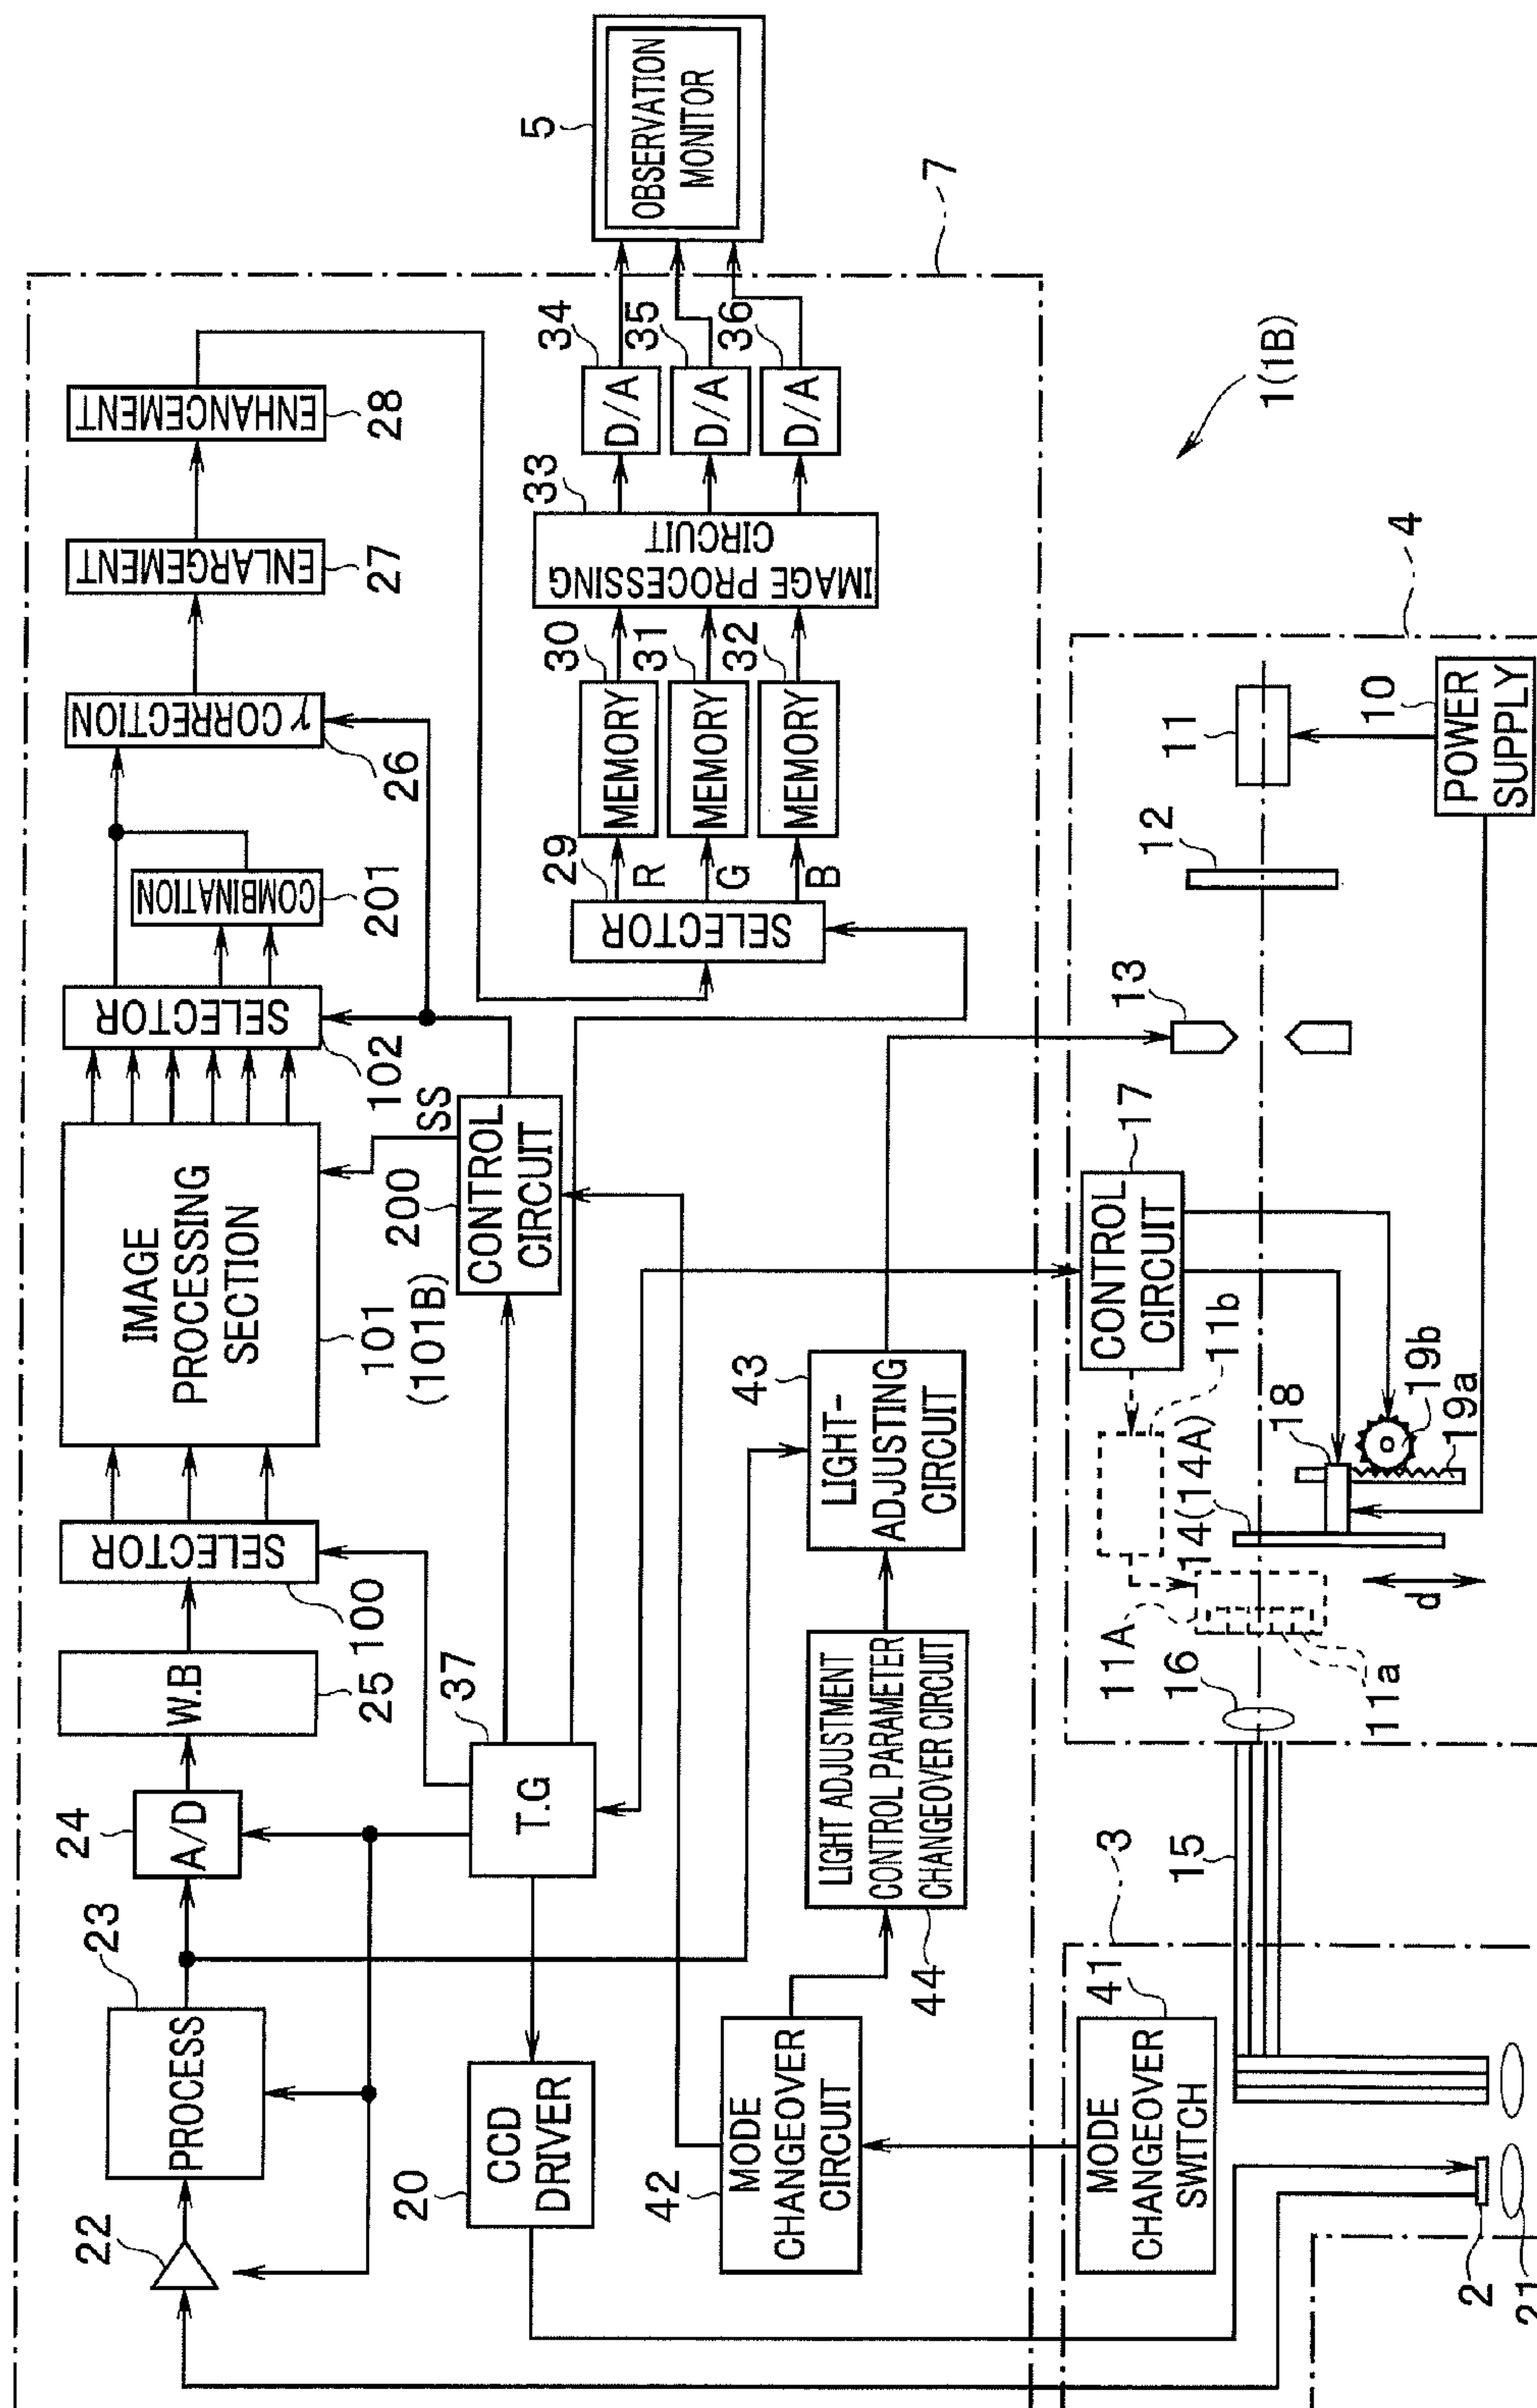 1(1B)
7
22
23
PROCESS
24
A/D
25
W.B
100
SELECTOR
IMAGE
PROCESSING
SECTION
101
(101B)
102
SELECTOR
COMBINATION
201
γ CORRECTION
26
ENLARGEMENT
27
ENHANCEMENT
28
20
CCD
DRIVER
37
T.G
200
CONTROL
CIRCUIT
SS
29
SELECTOR
R
G
B
30
MEMORY
31
MEMORY
32
MEMORY
33
IMAGE PROCESSING
CIRCUIT
34
D/A
35
D/A
36
D/A
5
OBSERVATION
MONITOR
42
MODE
CHANGEOVER
CIRCUIT
44
LIGHT ADJUSTMENT
CONTROL PARAMETER
CHANGEOVER CIRCUIT
43
LIGHT-
ADJUSTING
CIRCUIT
3
41
MODE
CHANGEOVER
SWITCH
2
21
15
4
16
11A
11a
11b
14(14A)
d
17
CONTROL
CIRCUIT
18
19b
19a
13
12
11
10
POWER
SUPPLY